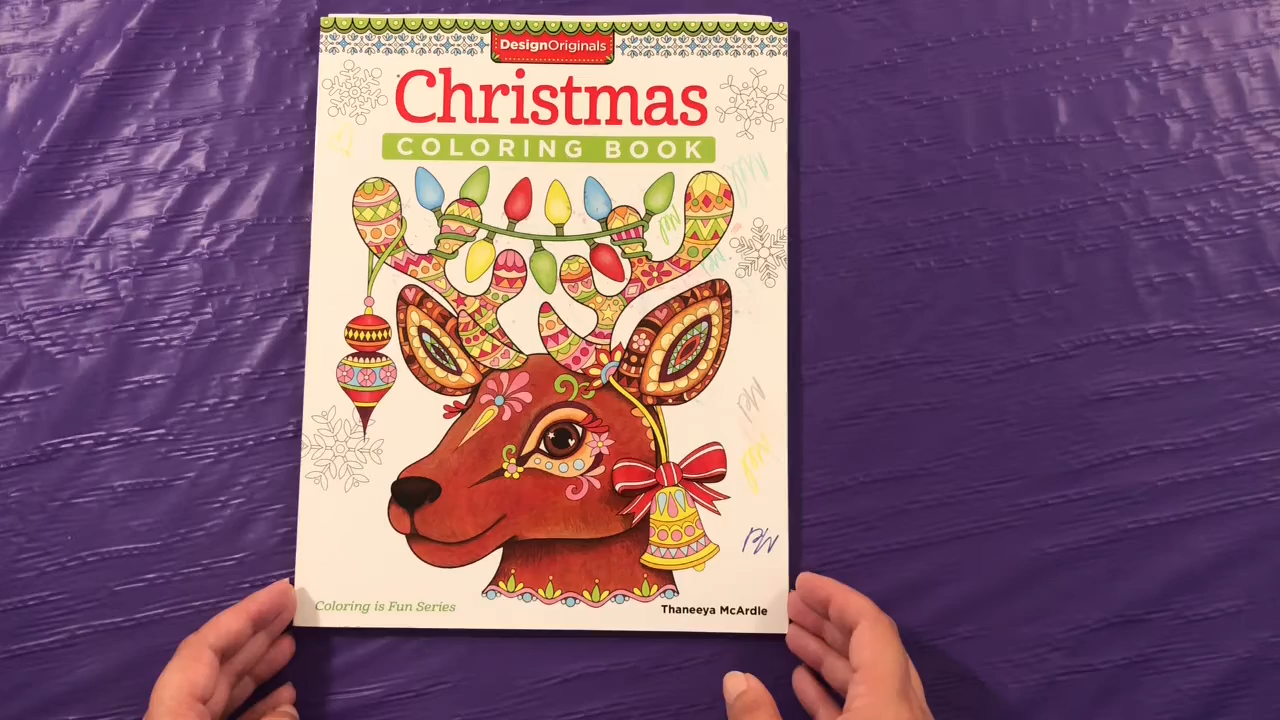 DesignOriginals
Christmas
COLORING BOOK
Coloring is Fun Series
Thaneeya McArdle